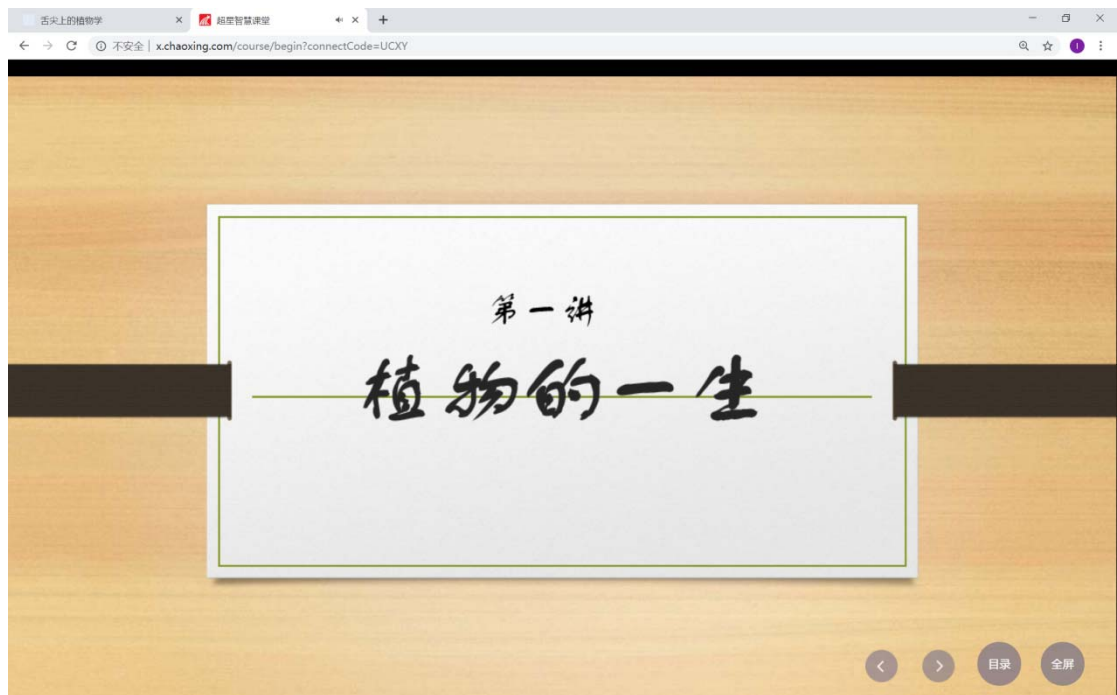 舌尖上的植物学
超星智慧课堂
不安全 | x.chaoxing.com/course/begin?connectCode=UCXY
第一讲
植物的一生
目录
全屏